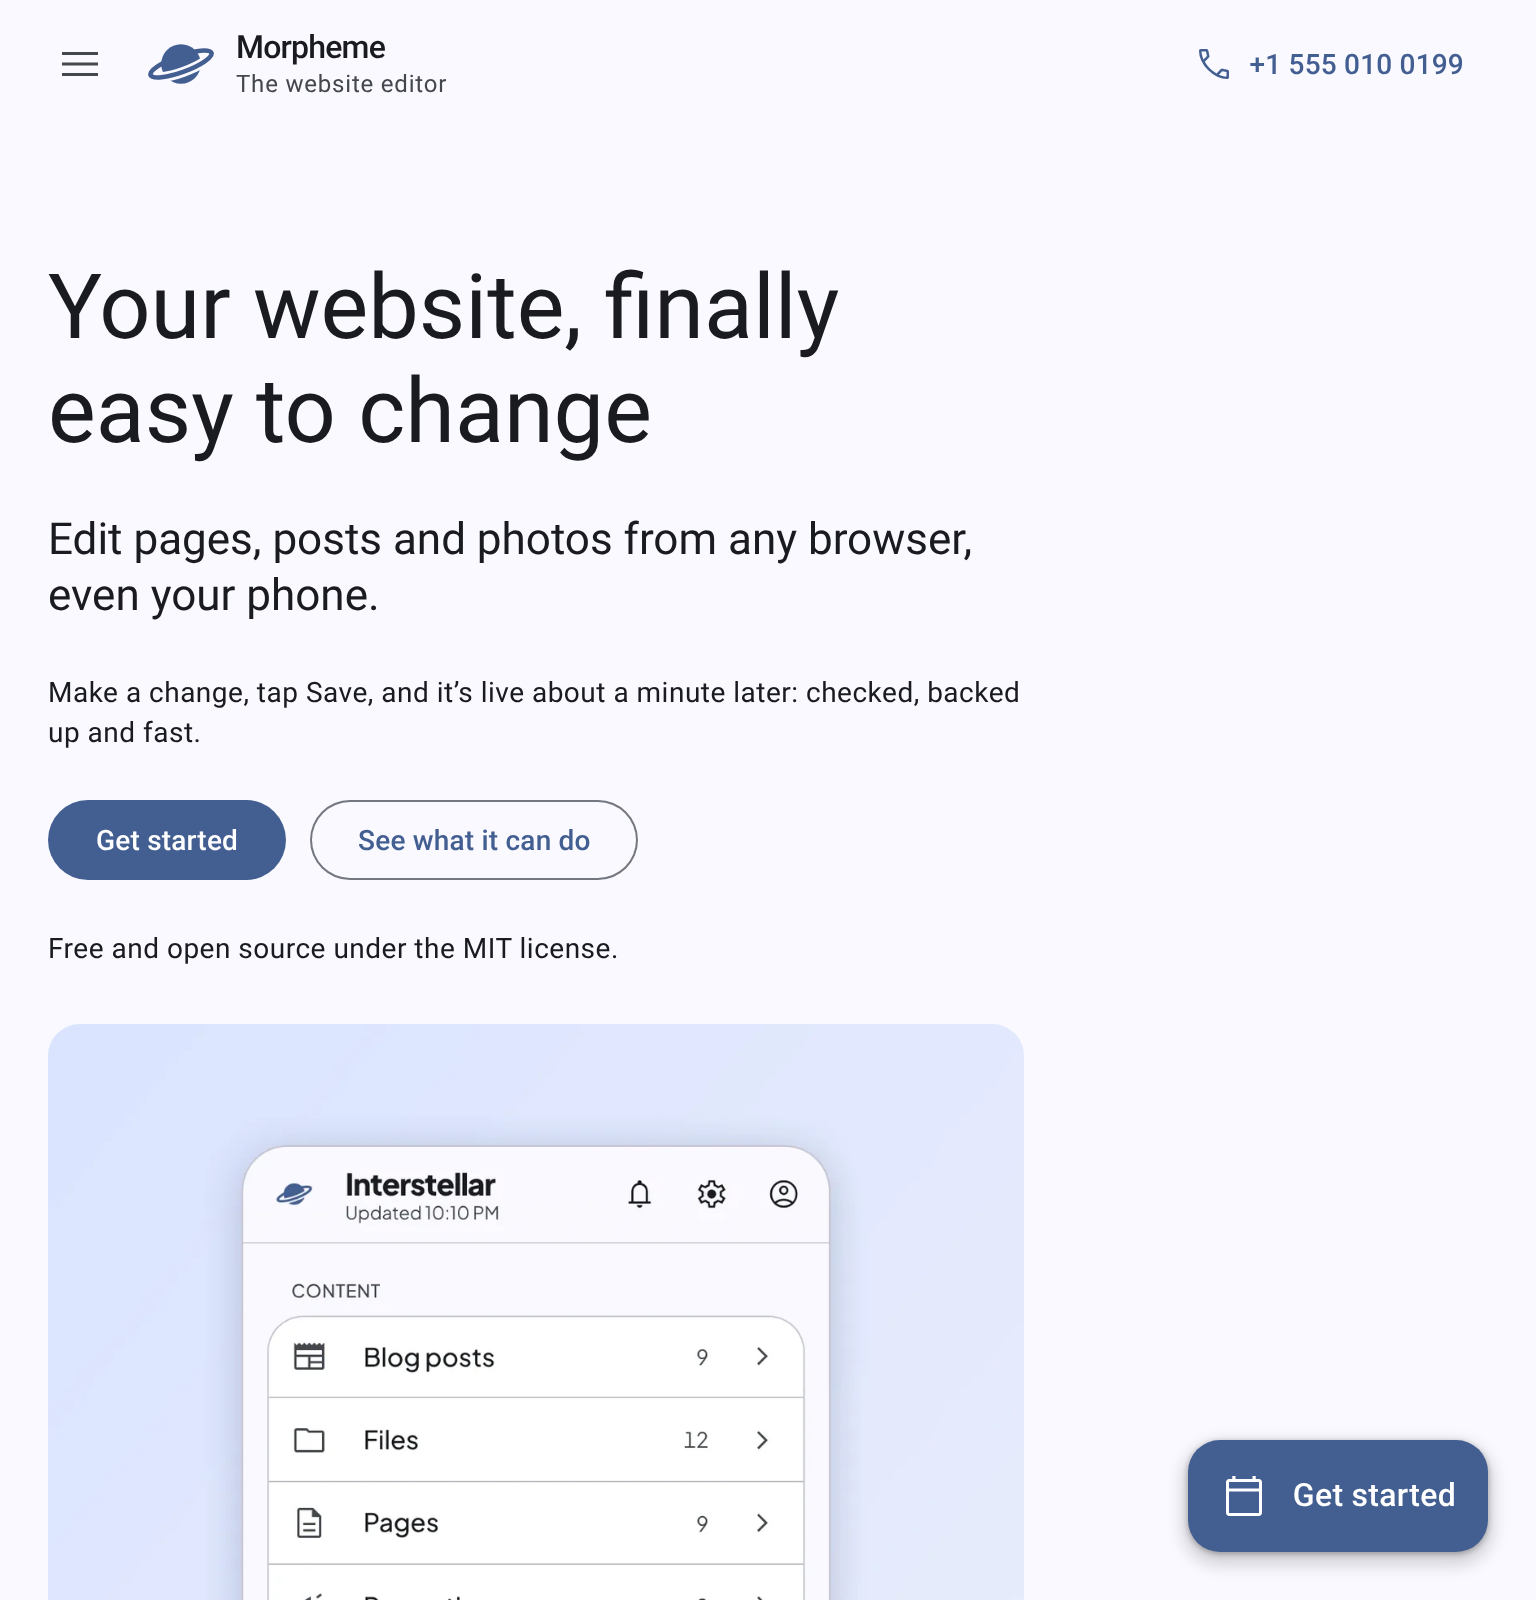 Morpheme
The website editor
+1 555 010 0199
Your website, finally
easy to change
Edit pages, posts and photos from any browser,
even your phone.
Make a change, tap Save, and it’s live about a minute later: checked, backed
up and fast.
Get started
See what it can do
Free and open source under the MIT license.
Interstellar
Updated 10:10 PM
CONTENT
Blog posts 9
Files 12
Pages 9
Get started